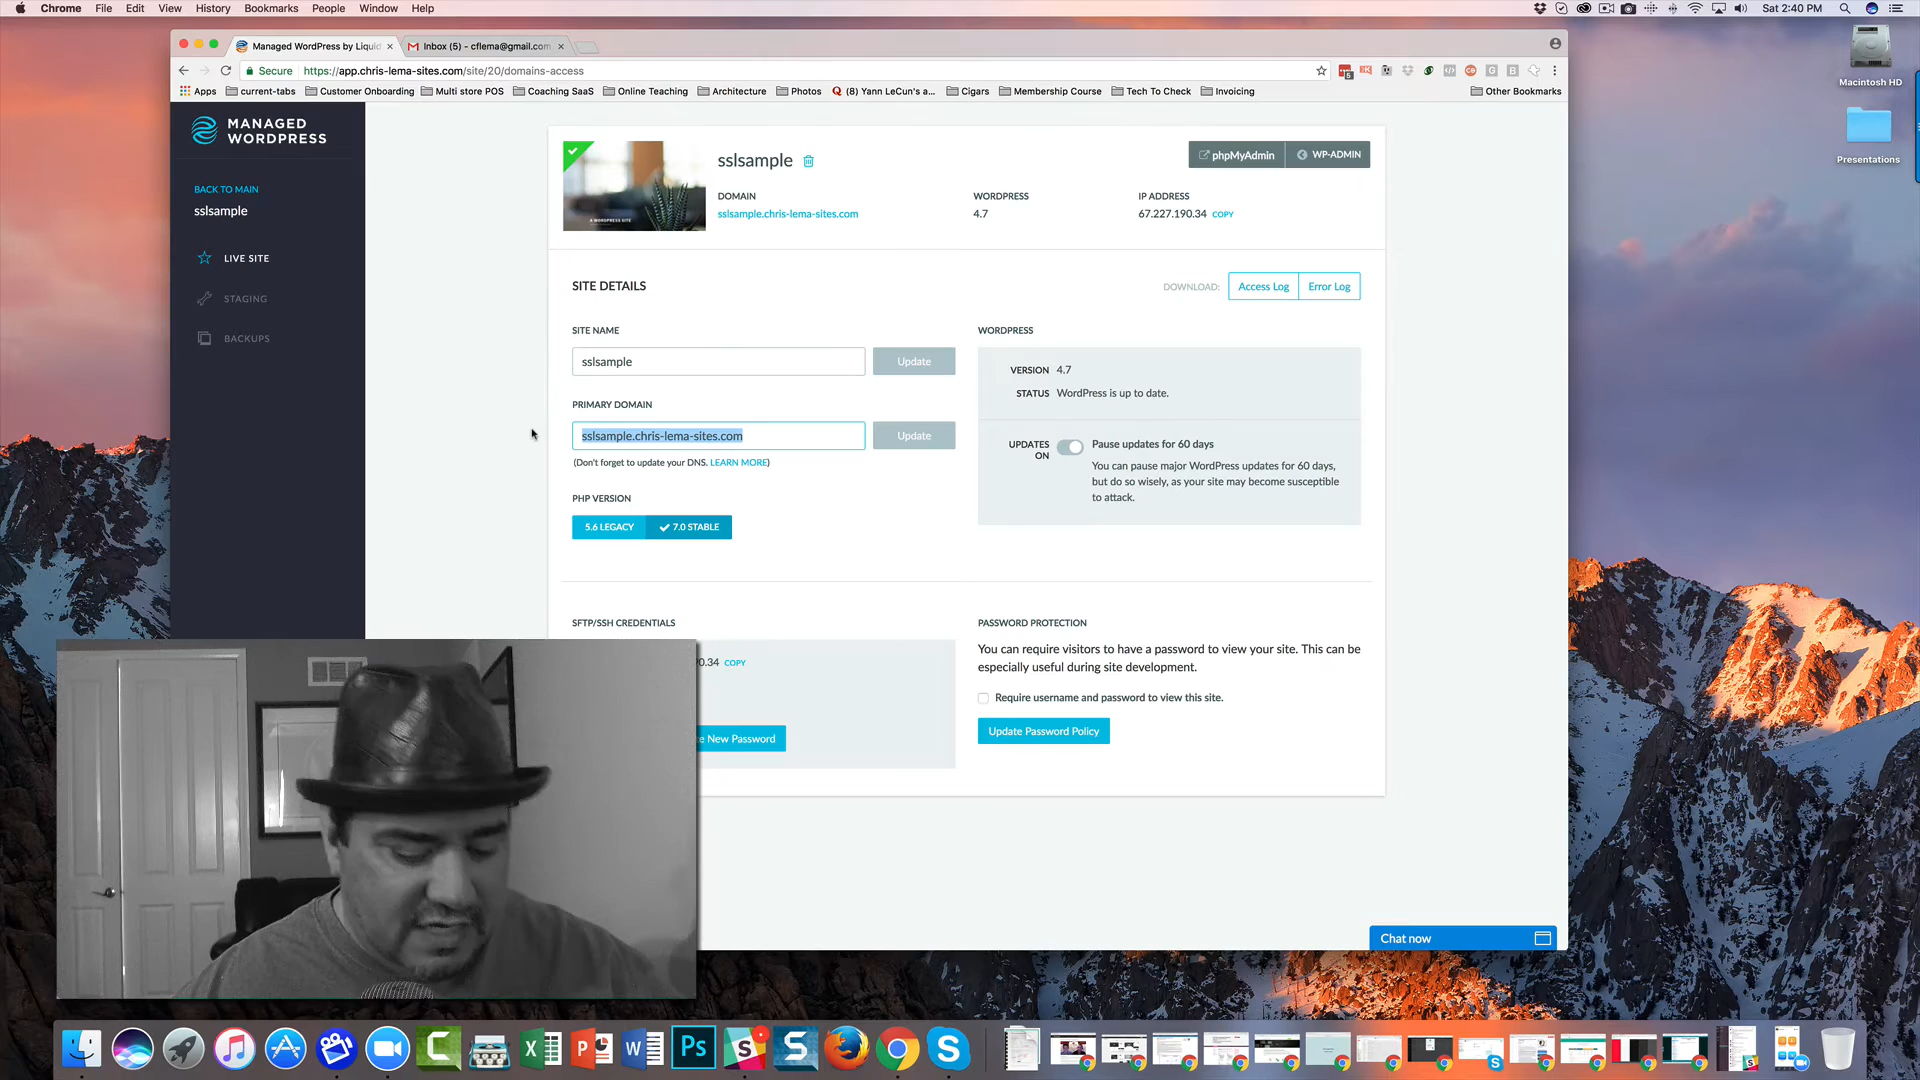 Chrome File Edit View History Bookmarks People Window Help
Sat 2:40 PM
Managed WordPress by Liquid
Inbox (5) - cflema@gmail.com
Secure https://app.chris-lema-sites.com/site/20/domains-access
Apps current-tabs Customer Onboarding Multi store POS Coaching SaaS Online Teaching Architecture Photos (8) Yann LeCun's a... Cigars Membership Course Tech To Check Invoicing Other Bookmarks
Macintosh HD
Presentations
MANAGED
WORDPRESS
BACK TO MAIN
sslsample
LIVE SITE
STAGING
BACKUPS
A WORDPRESS SITE
sslsample
phpMyAdmin WP-ADMIN
DOMAIN WORDPRESS IP ADDRESS
sslsample.chris-lema-sites.com 4.7 67.227.190.34 COPY
SITE DETAILS
DOWNLOAD: Access Log Error Log
SITE NAME
sslsample Update
PRIMARY DOMAIN
sslsample.chris-lema-sites.com Update
(Don't forget to update your DNS. LEARN MORE)
PHP VERSION
5.6 LEGACY 7.0 STABLE
WORDPRESS
VERSION 4.7
STATUS WordPress is up to date.
UPDATES
ON
Pause updates for 60 days
You can pause major WordPress updates for 60 days,
but do so wisely, as your site may become susceptible
to attack.
SFTP/SSH CREDENTIALS
0.34 COPY
e New Password
PASSWORD PROTECTION
You can require visitors to have a password to view your site. This can be
especially useful during site development.
Require username and password to view this site.
Update Password Policy
Chat now